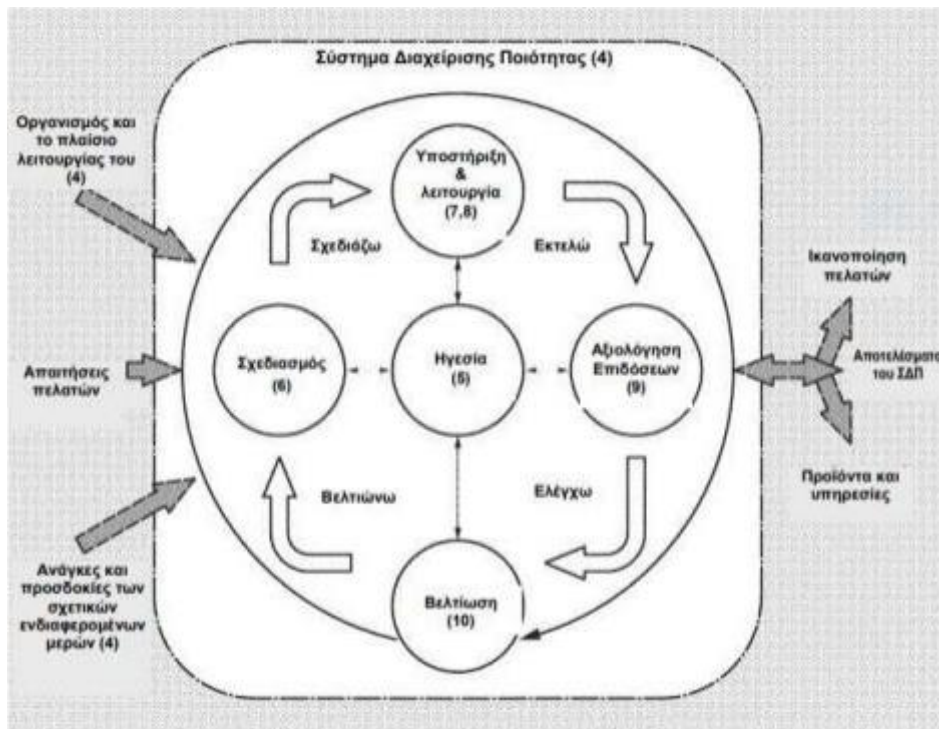 Σύστημα Διαχείρισης Ποιότητας (4)
Οργανισμός και
το πλαίσιο
λειτουργίας του
(4)
Υποστήριξη
&
λειτουργία
(7,8)
Σχεδιάζω
Εκτελώ
Ικανοποίηση
πελατών
Απαιτήσεις
πελατών
Σχεδιασμός
(6)
Ηγεσία
(5)
Αξιολόγηση
Επιδόσεων
(9)
Αποτελέσματα
του ΣΔΠ
Βελτιώνω
Ελέγχω
Προϊόντα και
υπηρεσίες
Ανάγκες και
προσδοκίες των
σχετικών
ενδιαφερομένων
μερών (4)
Βελτίωση
(10)